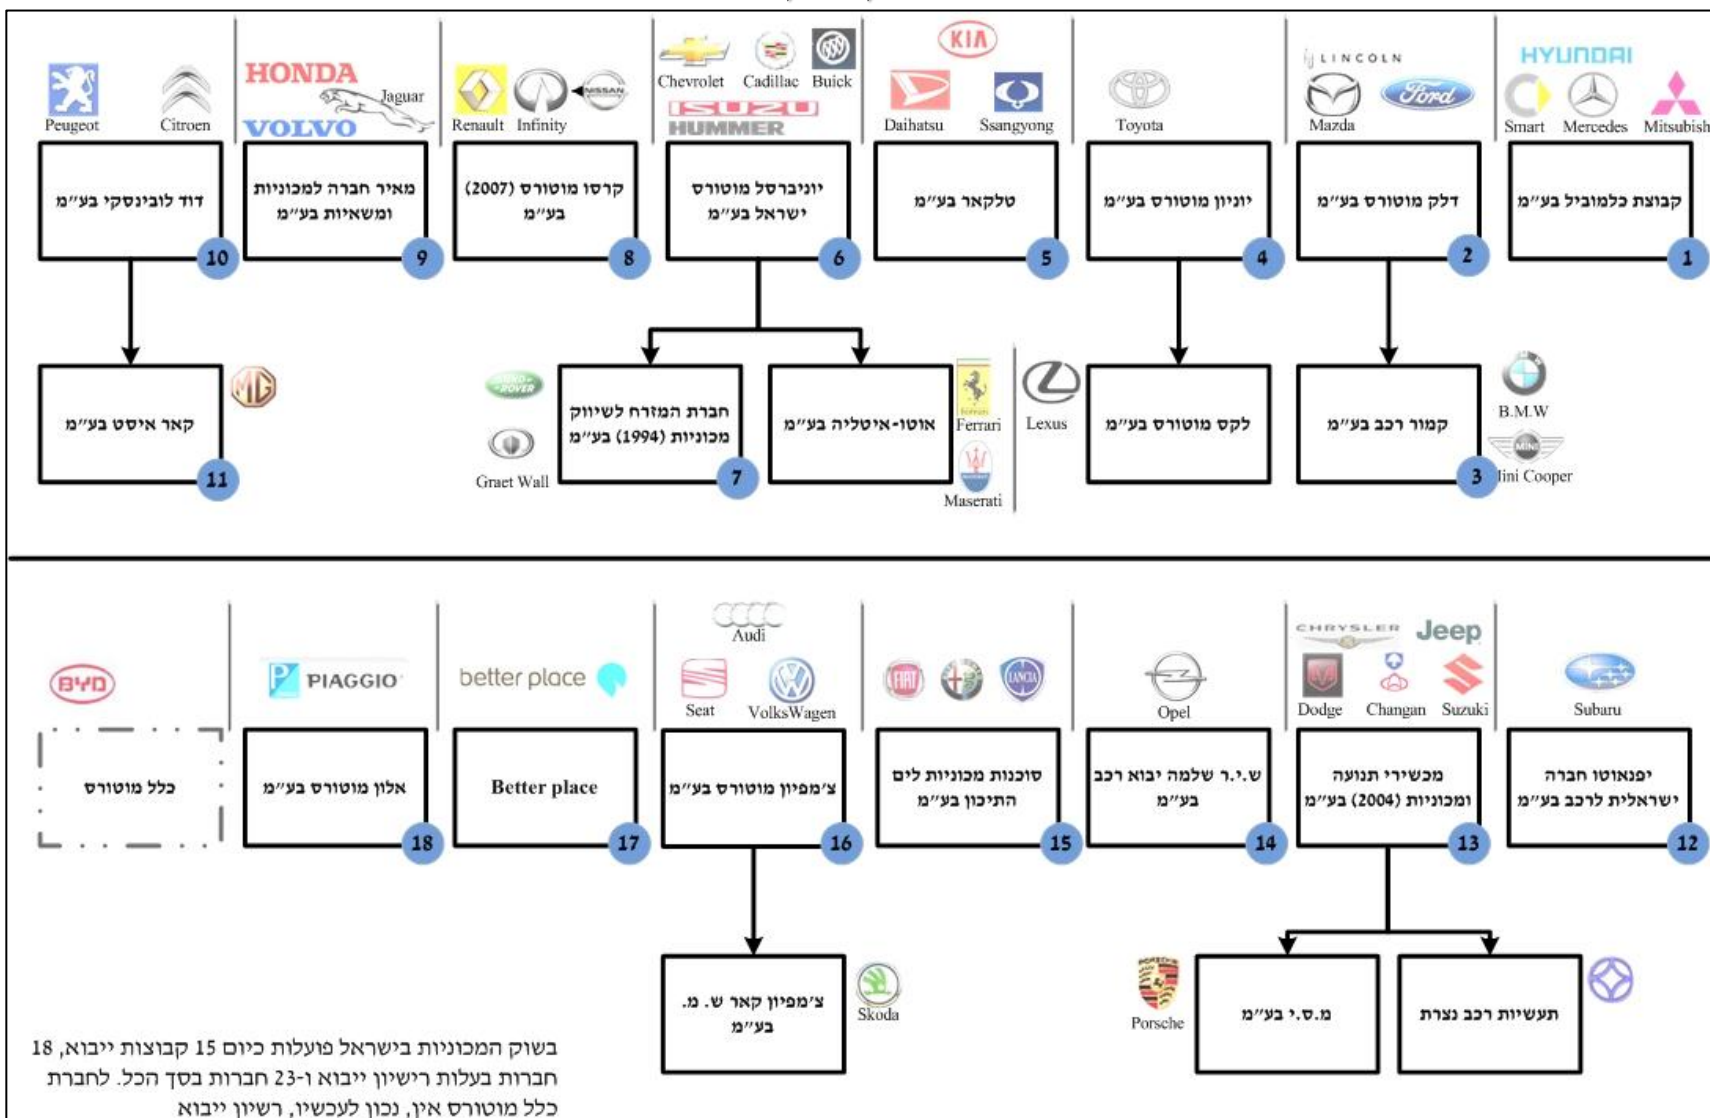 HYUNDAI
Smart Mercedes Mitsubish
קבוצת כלמוביל בע״מ
1
LINCOLN
Mazda Ford
דלק מוטורס בע״מ
2
Toyota
יוניון מוטורס בע״מ
4
KIA
Daihatsu Ssangyong
טלקאר בע״מ
5
Chevrolet Cadillac Buick
ISUZU
HUMMER
יוניברסל מוטורס
ישראל בע״מ
6
Renault Infinity NISSAN
קרסו מוטורס (2007)
בע״מ
8
HONDA
Jaguar
VOLVO
מאיר חברה למכוניות
ומשאיות בע״מ
9
Peugeot Citroen
דוד לובינסקי בע״מ
10
B.M.W
MINI
ini Cooper
קמור רכב בע״מ
3
לקס מוטורס בע״מ
Lexus
Ferrari
Maserati
אוטו-איטליה בע״מ
חברת המזרח לשיווק
מכוניות (1994) בע״מ
7
ROVER
Graet Wall
MG
קאר איסט בע״מ
11
Subaru
יפנאוטו חברה
ישראלית לרכב בע״מ
12
CHRYSLER Jeep
Dodge Changan Suzuki
מכשירי תנועה
ומכוניות (2004) בע״מ
13
Opel
ש.י.ר שלמה יבוא רכב
בע״מ
14
FIAT LANCIA
סוכנות מכוניות לים
התיכון בע״מ
15
Audi
Seat VolksWagen
צ׳מפיון מוטורס בע״מ
16
better place
Better place
17
PIAGGIO
אלון מוטורס בע״מ
18
BYD
כלל מוטורס
תעשיות רכב נצרת
מ.ס.י בע״מ
PORSCHE
Porsche
Skoda
צ׳מפיון קאר ש. מ.
בע״מ
בשוק המכוניות בישראל פועלות כיום 15 קבוצות ייבוא, 18
חברות בעלות רישיון ייבוא ו-23 חברות בסך הכל. לחברת
כלל מוטורס אין, נכון לעכשיו, רשיון ייבוא